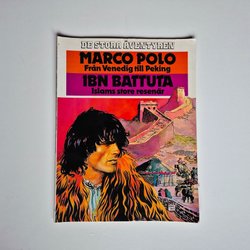 DE STORA ÄVENTYREN
MARCO POLO
Från Venedig till Peking
IBN BATTUTA
Islams store resenär